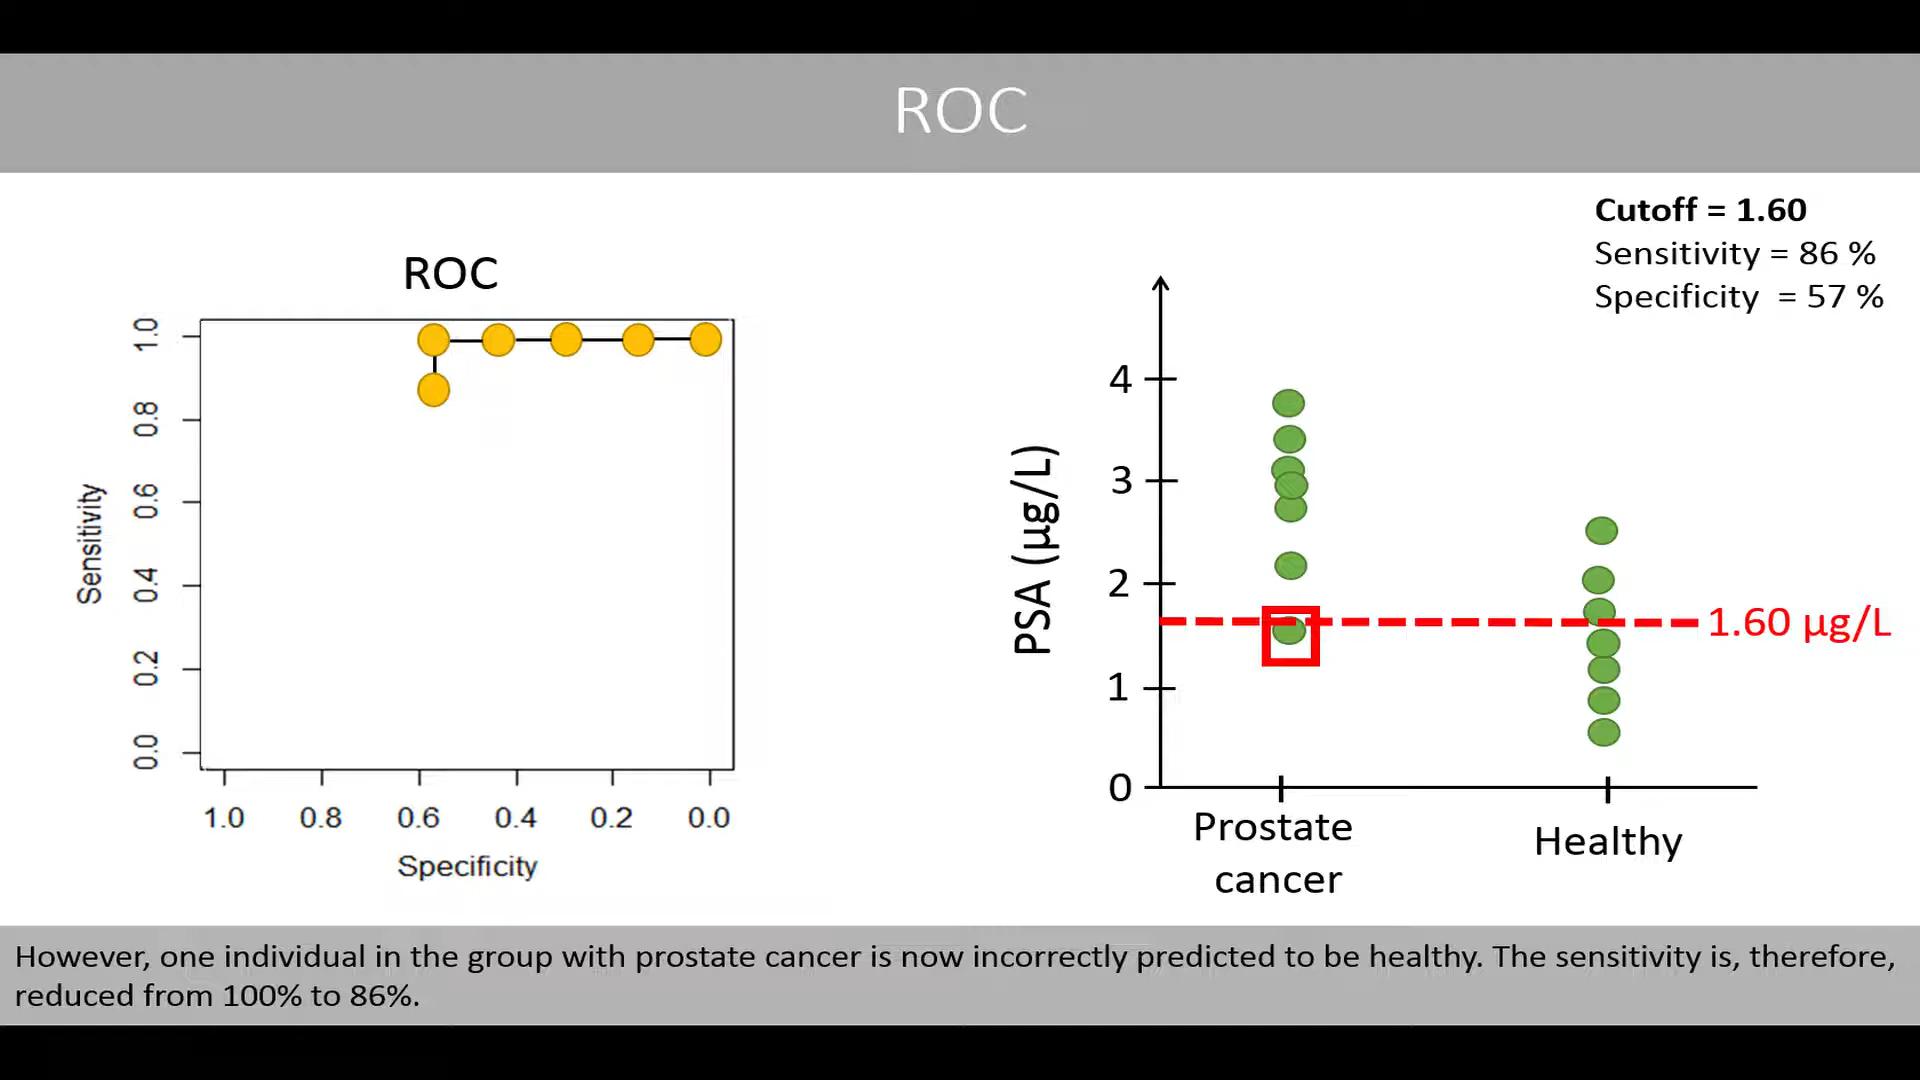 ROC
Cutoff = 1.60
Sensitivity = 86 %
Specificity = 57 %
ROC
1.0
0.8
0.6
0.4
0.2
0.0
Sensitivity
1.0 0.8 0.6 0.4 0.2 0.0
Specificity
PSA (µg/L)
4
3
2
1
0
1.60 µg/L
Prostate
cancer
Healthy
However, one individual in the group with prostate cancer is now incorrectly predicted to be healthy. The sensitivity is, therefore,
reduced from 100% to 86%.